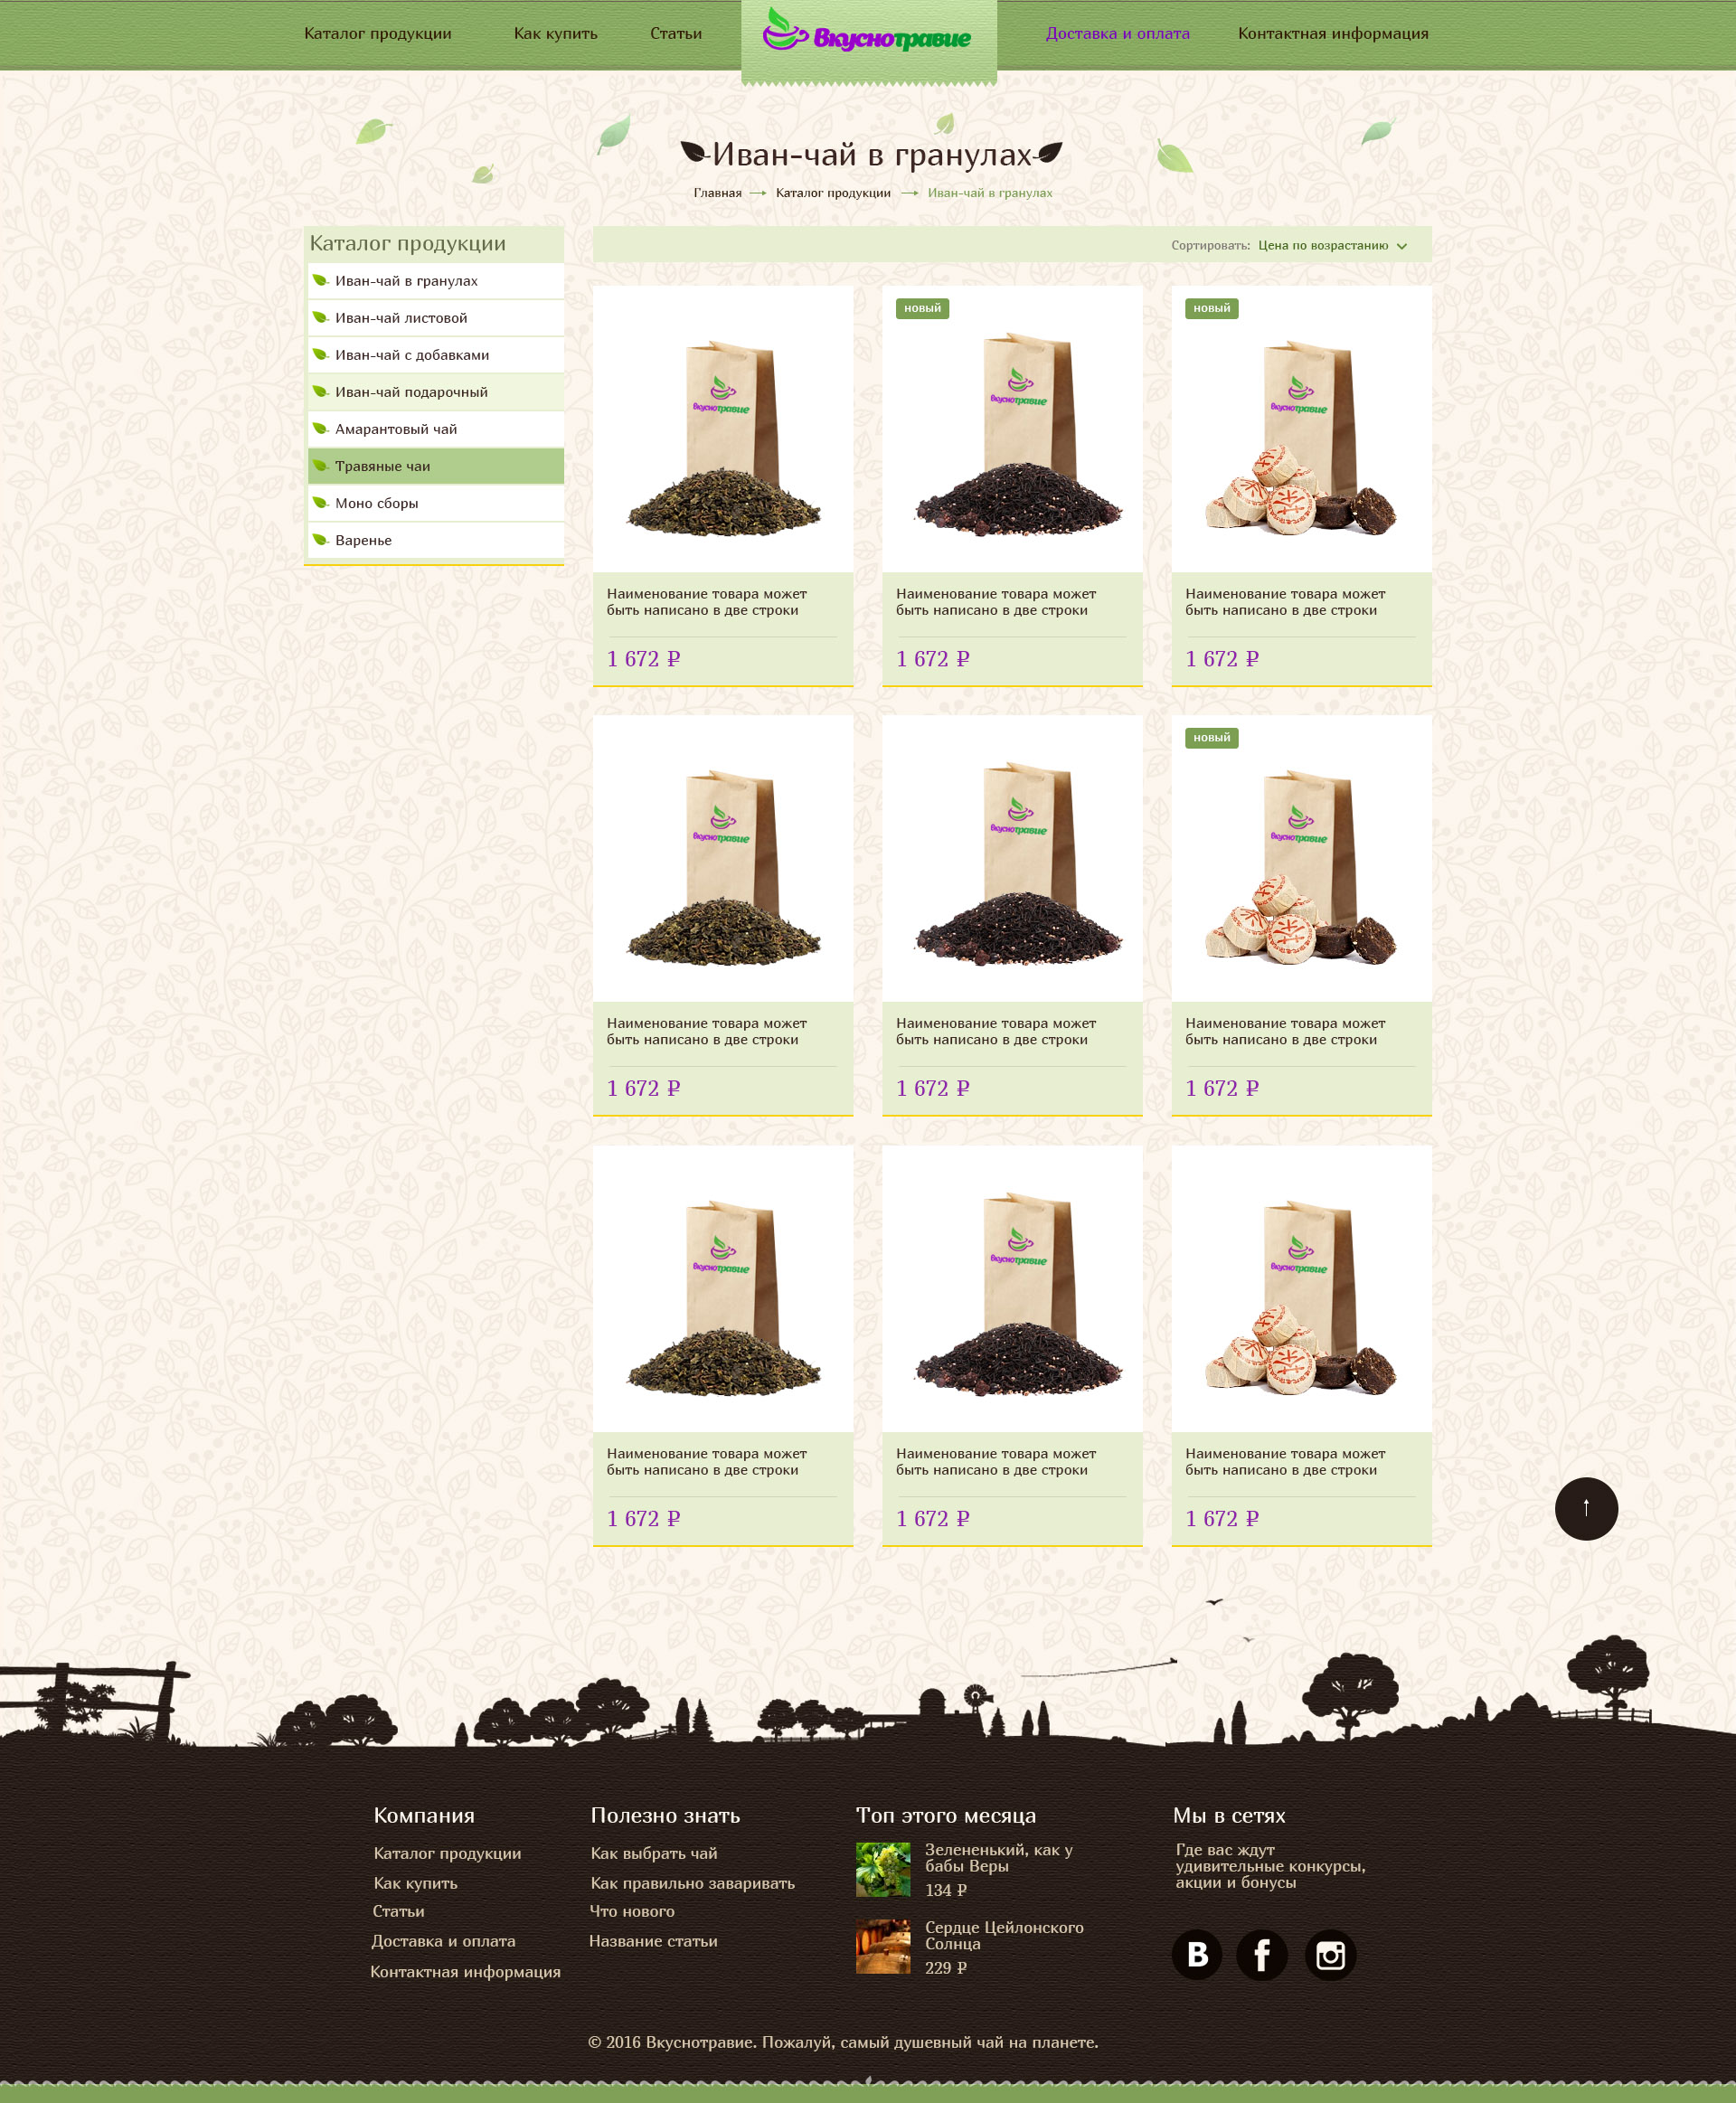 Каталог продукции
Как купить
Статьи
Вкуснотравие
Доставка и оплата
Контактная информация
Иван-чай в гранулах
Главная
Каталог продукции
Иван-чай в гранулах
Каталог продукции
Иван-чай в гранулах
Иван-чай листовой
Иван-чай с добавками
Иван-чай подарочный
Амарантовый чай
Травяные чаи
Моно сборы
Варенье
Сортировать: Цена по возрастанию
Вкуснотравие
Наименование товара может
быть написано в две строки
1 672 ₽
новый
Вкуснотравие
Наименование товара может
быть написано в две строки
1 672 ₽
новый
Вкуснотравие
Наименование товара может
быть написано в две строки
1 672 ₽
Вкуснотравие
Наименование товара может
быть написано в две строки
1 672 ₽
Вкуснотравие
Наименование товара может
быть написано в две строки
1 672 ₽
новый
Вкуснотравие
Наименование товара может
быть написано в две строки
1 672 ₽
Вкуснотравие
Наименование товара может
быть написано в две строки
1 672 ₽
Вкуснотравие
Наименование товара может
быть написано в две строки
1 672 ₽
Вкуснотравие
Наименование товара может
быть написано в две строки
1 672 ₽
Компания
Каталог продукции
Как купить
Статьи
Доставка и оплата
Контактная информация
Полезно знать
Как выбрать чай
Как правильно заваривать
Что нового
Название статьи
Топ этого месяца
Зелененький, как у
бабы Веры
134 ₽
Сердце Цейлонского
Солнца
229 ₽
Мы в сетях
Где вас ждут
удивительные конкурсы,
акции и бонусы
© 2016 Вкуснотравие. Пожалуй, самый душевный чай на планете.